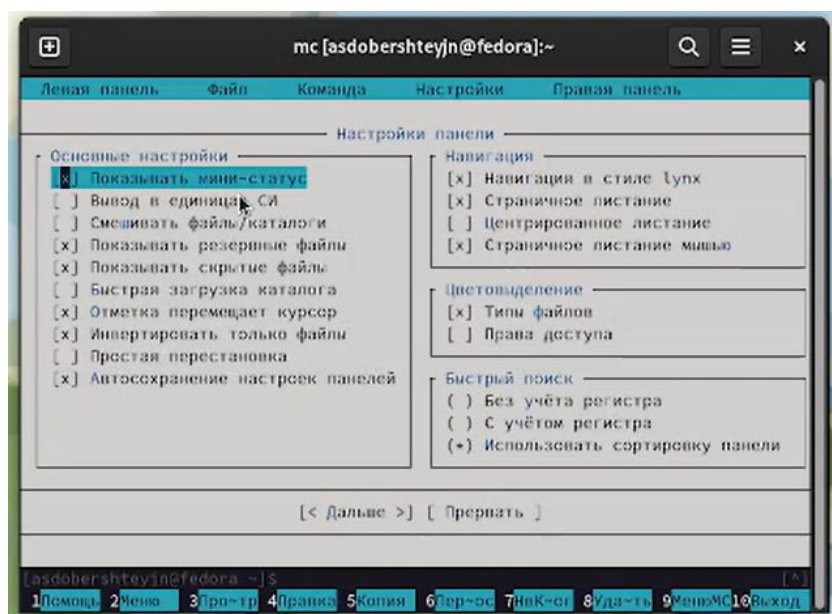 mc [asdobershteyjn@fedora]:~
Левая панель Файл Команда Настройки Правая панель
Настройки панели
Основные настройки
[x] Показывать мини-статус
[ ] Вывод в единицах СИ
[ ] Смешивать файлы/каталоги
[x] Показывать резервные файлы
[x] Показывать скрытые файлы
[ ] Быстрая загрузка каталога
[x] Отметка перемещает курсор
[x] Инвертировать только файлы
[ ] Простая перестановка
[x] Автосохранение настроек панелей
Навигация
[x] Навигация в стиле lynx
[x] Страничное листание
[ ] Центрированное листание
[x] Страничное листание мышью
Цветовыделение
[x] Типы файлов
[ ] Права доступа
Быстрый поиск
( ) Без учёта регистра
( ) С учётом регистра
(*) Использовать сортировку панели
[< Дальше >] [ Прервать ]
[asdobershteyjn@fedora ~]$ [^]
1Помощь 2Меню 3Про~тр 4Правка 5Копия 6Пер~ос 7НвК~ог 8Уда~ть 9МенюMC 10Выход